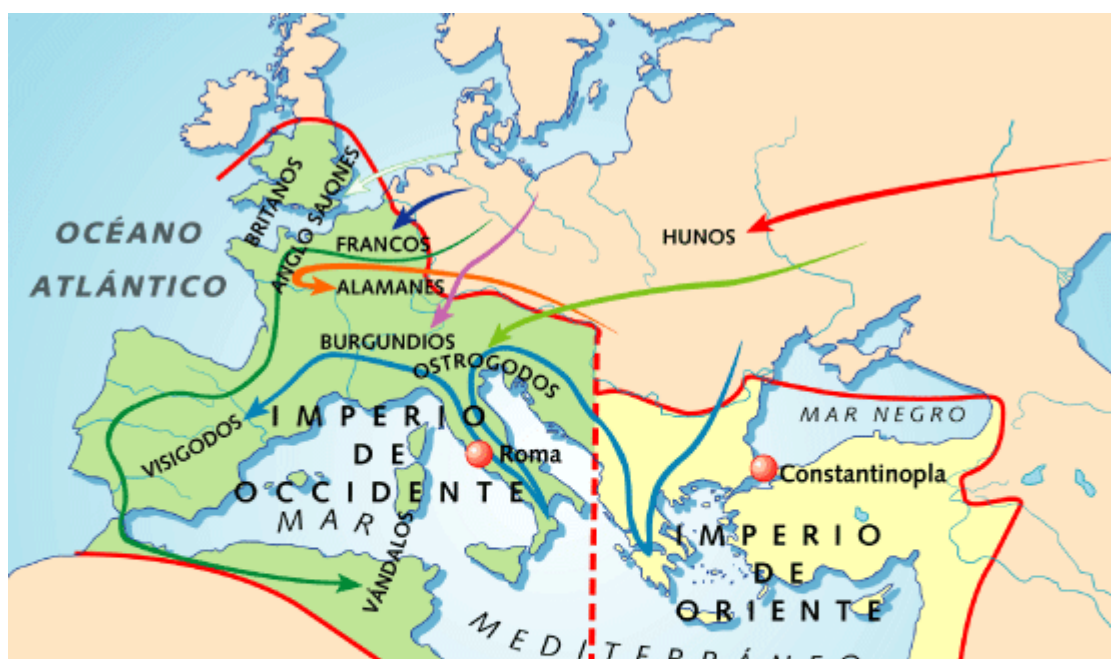 BRITANOS
ANGLO SAJONES
OCÉANO
ATLÁNTICO
FRANCOS
HUNOS
ALAMANES
BURGUNDIOS
OSTROGODOS
VISIGODOS
IMPERIO
DE
OCCIDENTE
Roma
MAR NEGRO
Constantinopla
MAR
MEDITERRÁNEO
VÁNDALOS
IMPERIO
DE
ORIENTE